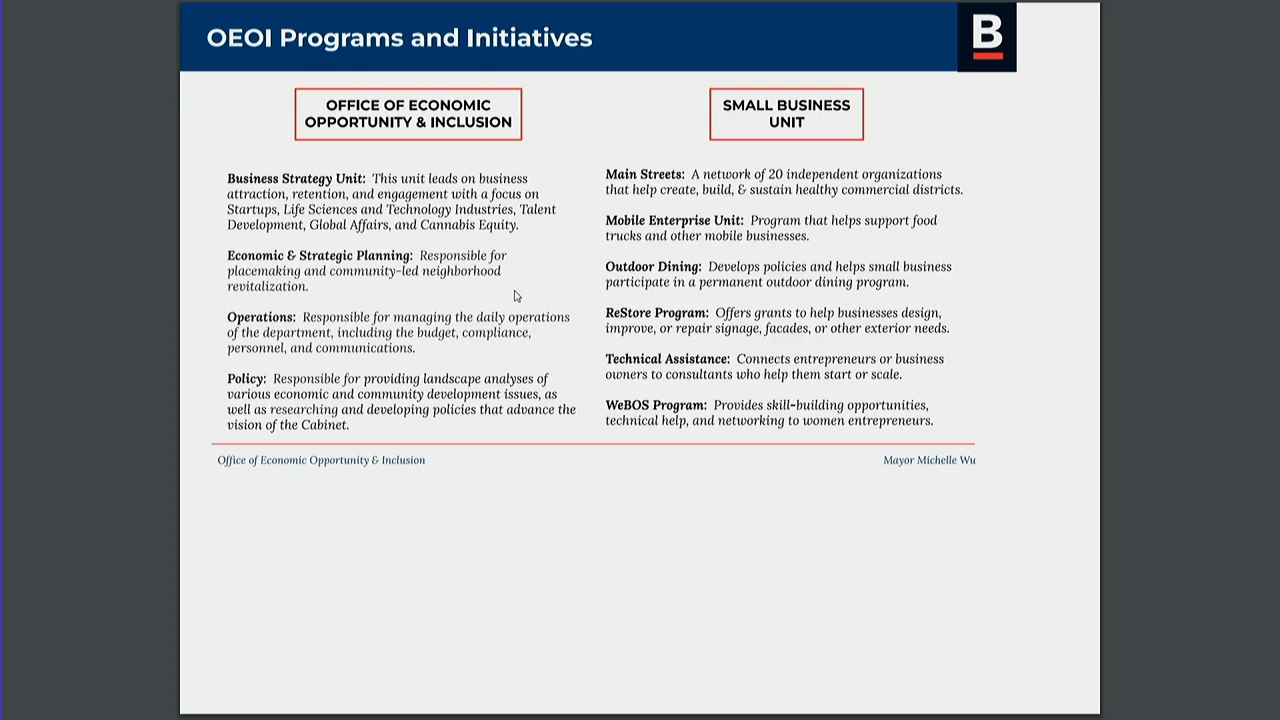 OEOI Programs and Initiatives
B
OFFICE OF ECONOMIC
OPPORTUNITY & INCLUSION
Business Strategy Unit: This unit leads on business
attraction, retention, and engagement with a focus on
Startups, Life Sciences and Technology Industries, Talent
Development, Global Affairs, and Cannabis Equity.
Economic & Strategic Planning: Responsible for
placemaking and community-led neighborhood
revitalization.
Operations: Responsible for managing the daily operations
of the department, including the budget, compliance,
personnel, and communications.
Policy: Responsible for providing landscape analyses of
various economic and community development issues, as
well as researching and developing policies that advance the
vision of the Cabinet.
SMALL BUSINESS
UNIT
Main Streets: A network of 20 independent organizations
that help create, build, & sustain healthy commercial districts.
Mobile Enterprise Unit: Program that helps support food
trucks and other mobile businesses.
Outdoor Dining: Develops policies and helps small business
participate in a permanent outdoor dining program.
ReStore Program: Offers grants to help businesses design,
improve, or repair signage, facades, or other exterior needs.
Technical Assistance: Connects entrepreneurs or business
owners to consultants who help them start or scale.
WeBOS Program: Provides skill-building opportunities,
technical help, and networking to women entrepreneurs.
Office of Economic Opportunity & Inclusion
Mayor Michelle Wu